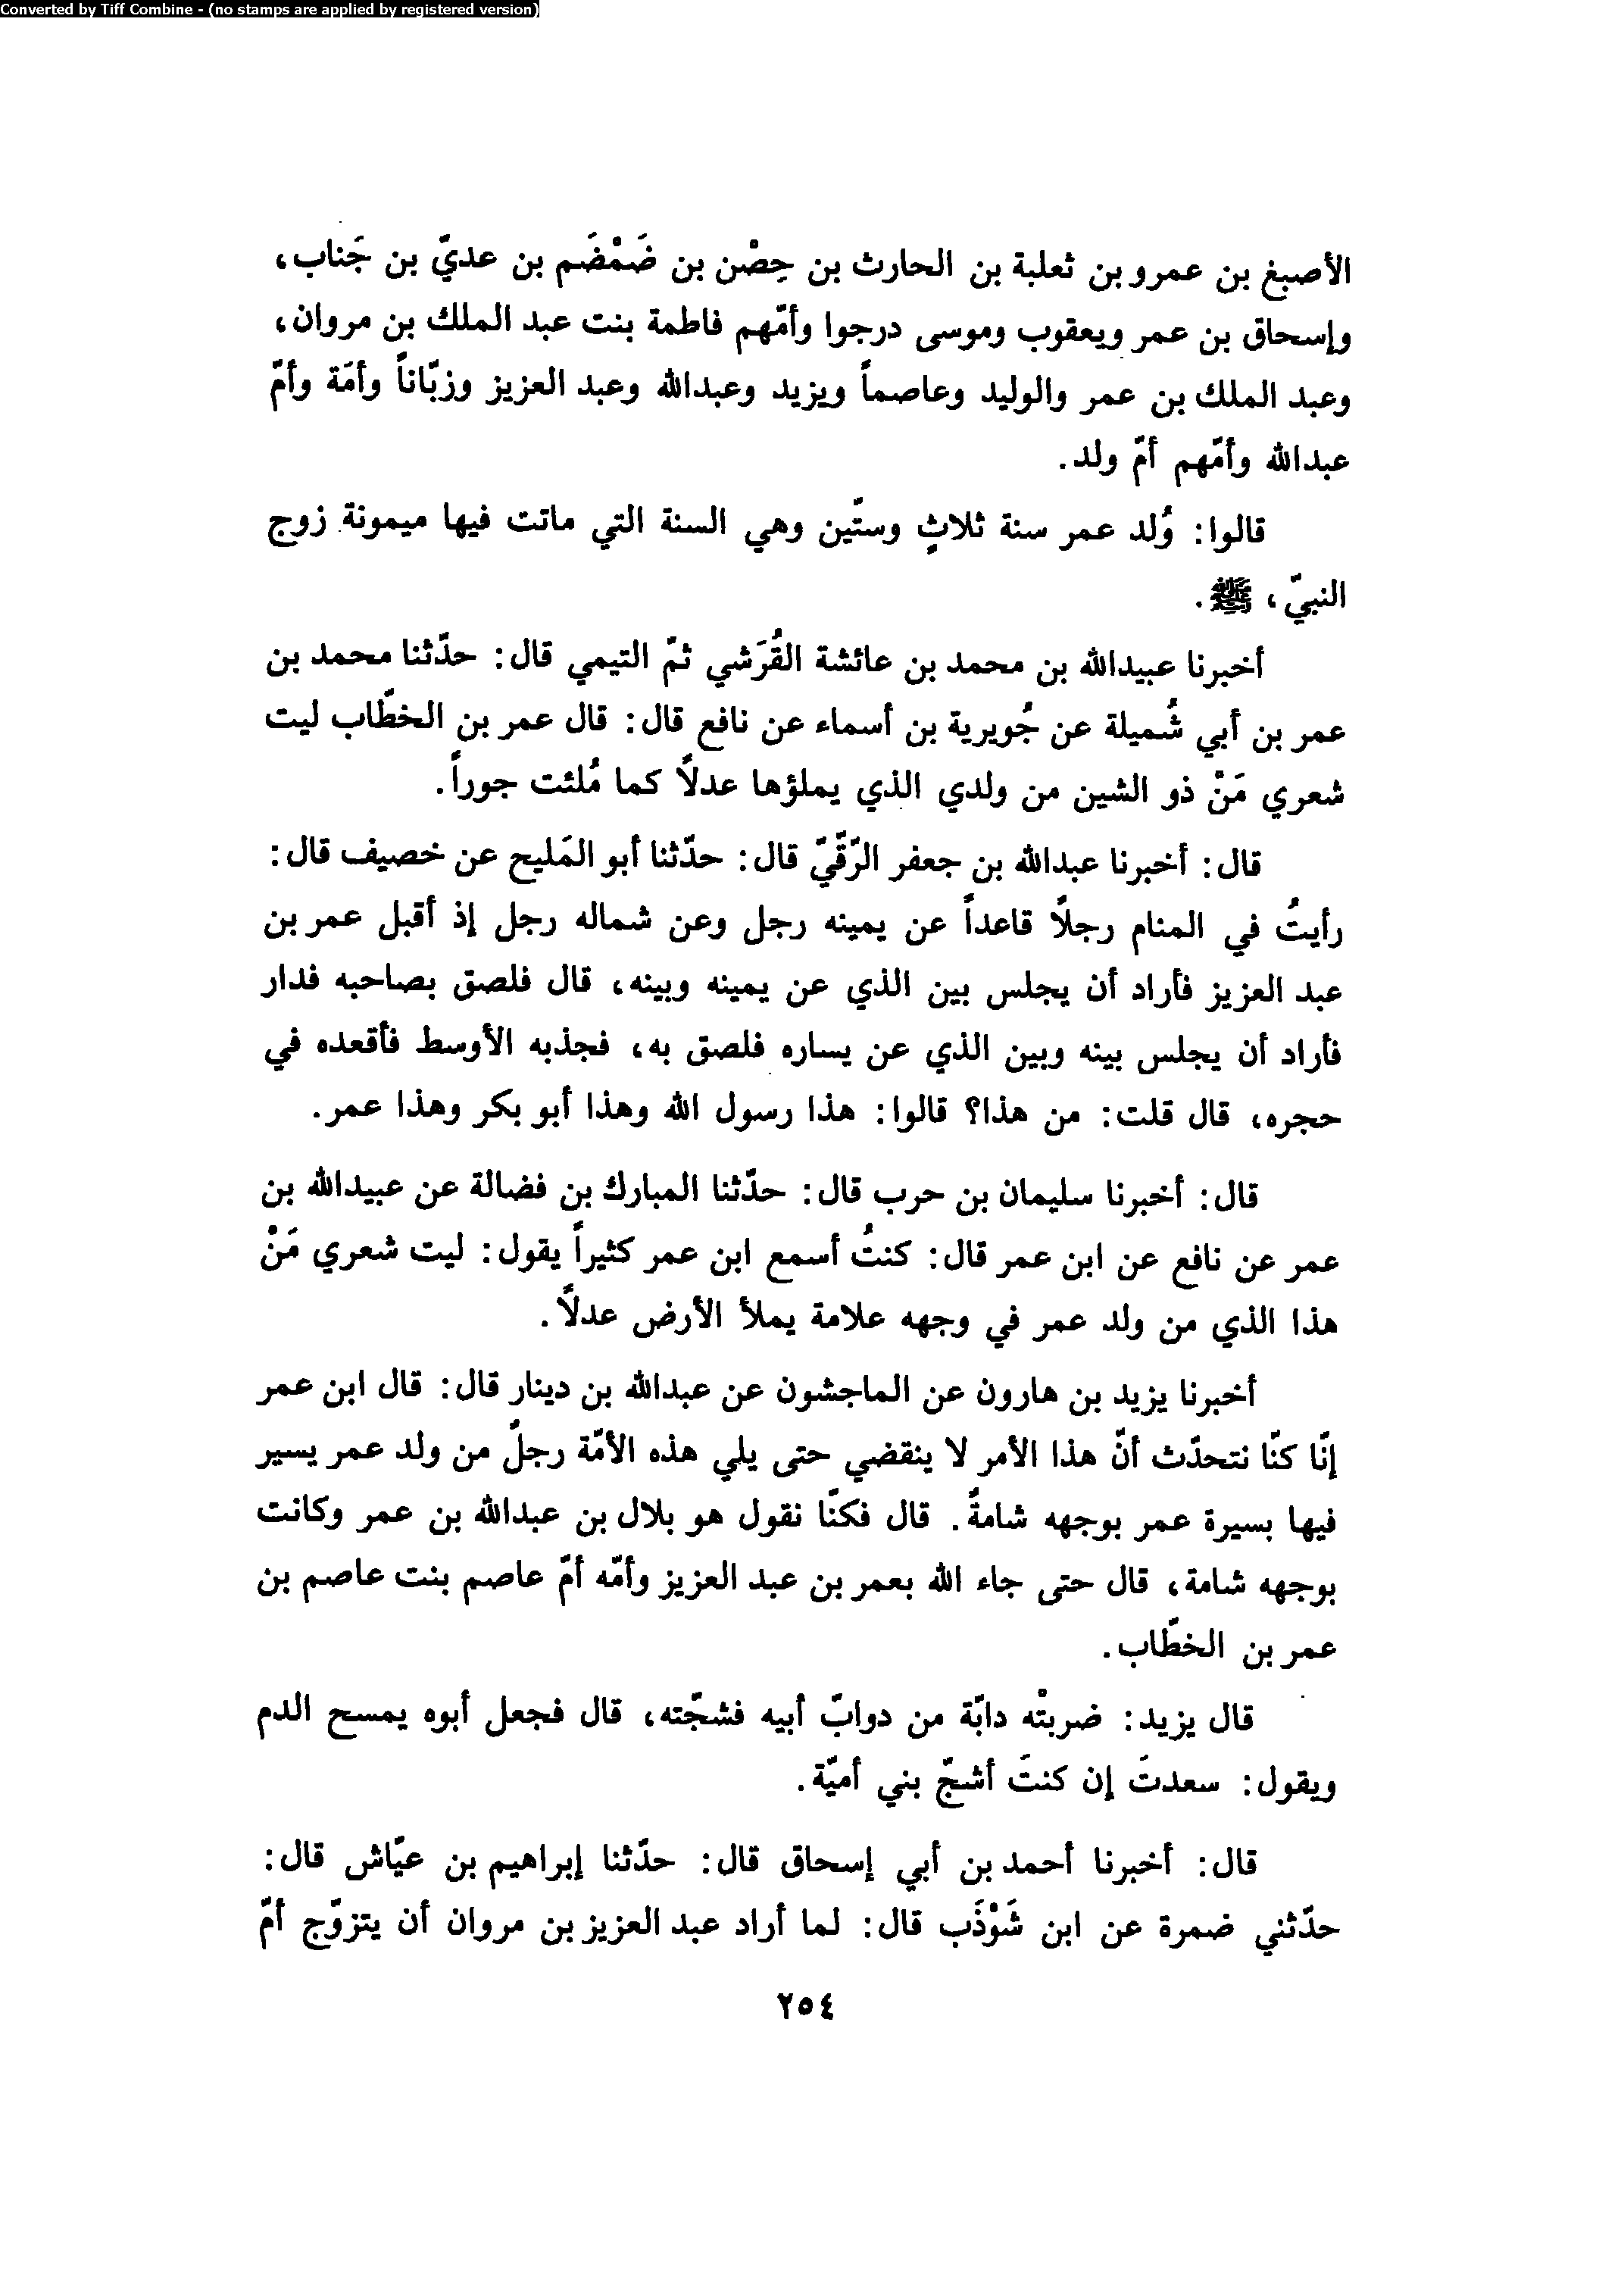 Converted by Tiff Combine - (no stamps are applied by registered version)
الأصبغ بن عمرو بن ثعلبة بن الحارث بن حِصْن بن ضَمْضَم بن عديّ بن جَناب،
وإسحاق بن عمر ويعقوب وموسى درجوا وأمّهم فاطمة بنت عبد الملك بن مروان،
وعبد الملك بن عمر والوليد وعاصماً ويزيد وعبدالله وعبد العزيز وزبّاناً وأمَة وأمّ
عبدالله وأمّهم أمّ ولد.
قالوا: وُلد عمر سنة ثلاثٍ وستّين وهي السنة التي ماتت فيها ميمونة زوج
النبيّ، ﷺ.
أخبرنا عبيدالله بن محمد بن عائشة القُرَشي ثمّ التيمي قال: حدّثنا محمد بن
عمر بن أبي شُميلة عن جُويرية بن أسماء عن نافع قال: قال عمر بن الخطّاب ليت
شعري مَنْ ذو الشين من ولدي الذي يملؤها عدلاً كما مُلئت جوراً.
قال: أخبرنا عبدالله بن جعفر الرّقّيّ قال: حدّثنا أبو المَليح عن خصيف قال:
رأيتُ في المنام رجلاً قاعداً عن يمينه رجل وعن شماله رجل إذ أقبل عمر بن
عبد العزيز فأراد أن يجلس بين الذي عن يمينه وبينه، قال فلصق بصاحبه فدار
فأراد أن يجلس بينه وبين الذي عن يساره فلصق به، فجذبه الأوسط فأقعده في
حجره، قال قلت: من هذا؟ قالوا: هذا رسول الله وهذا أبو بكر وهذا عمر.
قال: أخبرنا سليمان بن حرب قال: حدّثنا المبارك بن فضالة عن عبيدالله بن
عمر عن نافع عن ابن عمر قال: كنتُ أسمع ابن عمر كثيراً يقول: ليت شعري مَنْ
هذا الذي من ولد عمر في وجهه علامة يملأ الأرض عدلاً.
أخبرنا يزيد بن هارون عن الماجشون عن عبدالله بن دينار قال: قال ابن عمر
إنّا كنّا نتحدّث أنّ هذا الأمر لا ينقضي حتى يلي هذه الأمّة رجلٌ من ولد عمر يسير
فيها بسيرة عمر بوجهه شامةٌ. قال فكنّا نقول هو بلال بن عبدالله بن عمر وكانت
بوجهه شامة، قال حتى جاء الله بعمر بن عبد العزيز وأمّه أمّ عاصم بنت عاصم بن
عمر بن الخطّاب.
قال يزيد: ضربتْه دابّة من دوابّ أبيه فشجّته، قال فجعل أبوه يمسح الدم
ويقول: سعدتَ إن كنتَ أشجّ بني أميّة.
قال: أخبرنا أحمد بن أبي إسحاق قال: حدّثنا إبراهيم بن عيّاش قال:
حدّثني ضمرة عن ابن شَوْذَب قال: لما أراد عبد العزيز بن مروان أن يتزوّج أمّ
٢٥٤